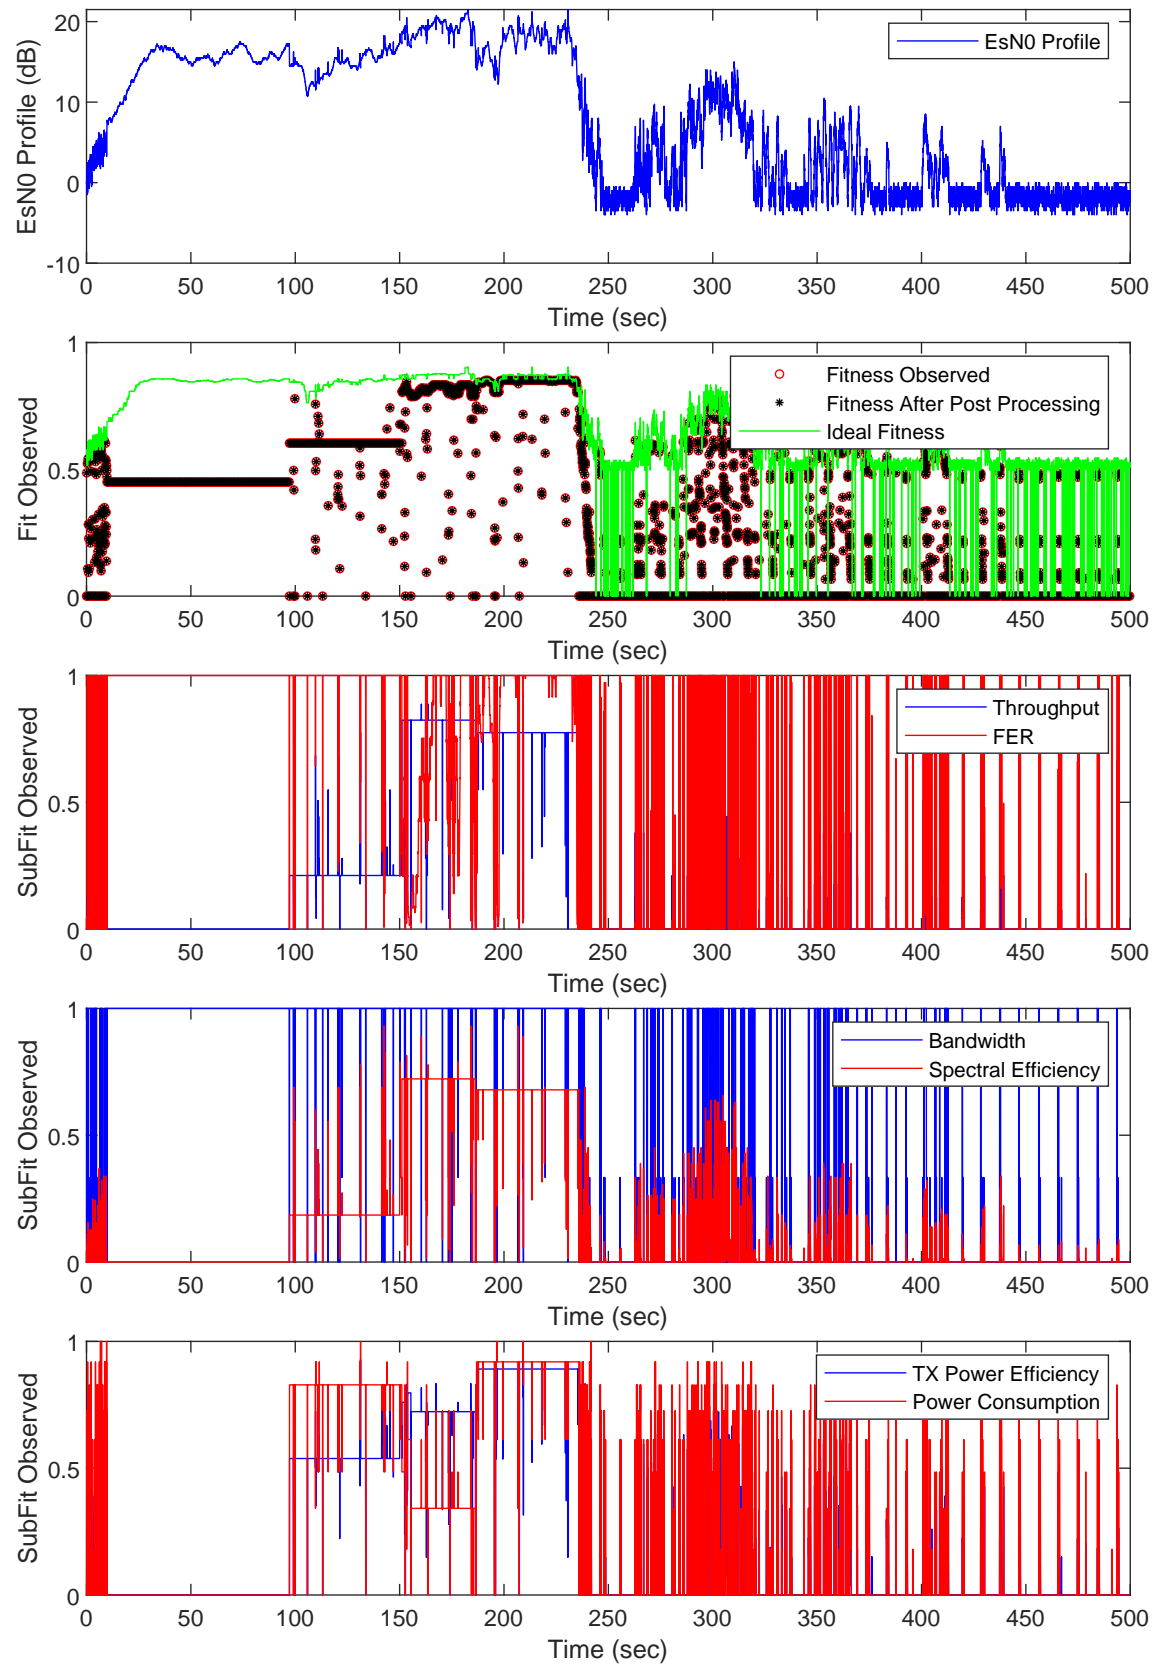 EsN0 Profile (dB)
20
10
0
-10
EsN0 Profile
0 50 100 150 200 250 300 350 400 450 500
Time (sec)
Fit Observed
1
0.5
0
Fitness Observed
Fitness After Post Processing
Ideal Fitness
0 50 100 150 200 250 300 350 400 450 500
Time (sec)
SubFit Observed
1
0.5
0
Throughput
FER
0 50 100 150 200 250 300 350 400 450 500
Time (sec)
SubFit Observed
1
0.5
0
Bandwidth
Spectral Efficiency
0 50 100 150 200 250 300 350 400 450 500
Time (sec)
SubFit Observed
1
0.5
0
TX Power Efficiency
Power Consumption
0 50 100 150 200 250 300 350 400 450 500
Time (sec)